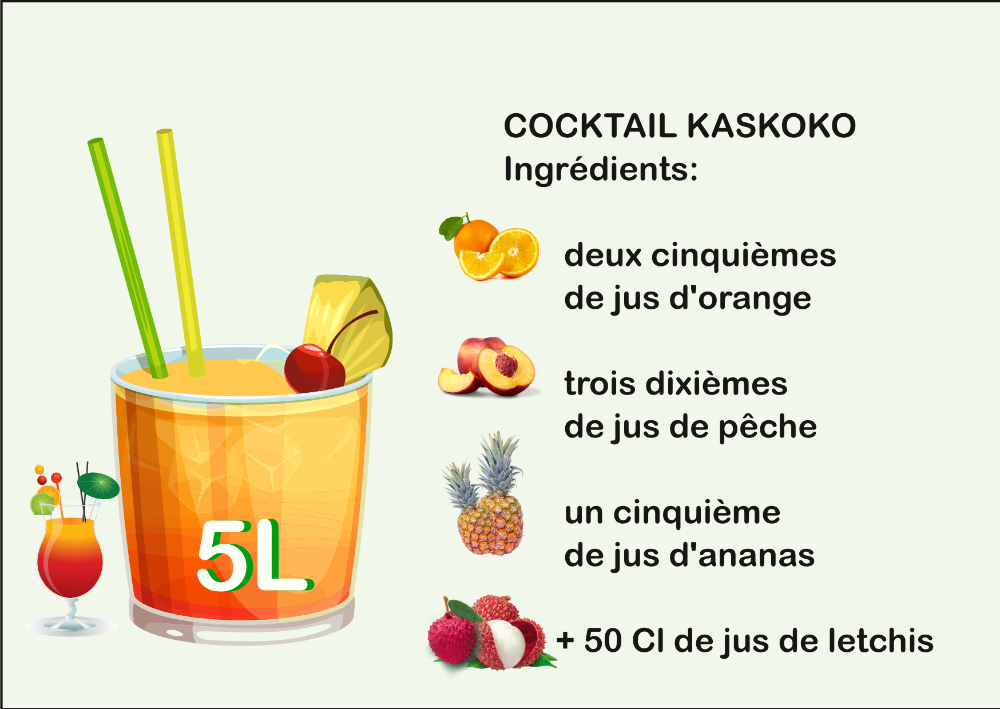 COCKTAIL KASKOKO
Ingrédients:
deux cinquièmes
de jus d'orange
trois dixièmes
de jus de pêche
un cinquième
de jus d'ananas
+ 50 Cl de jus de letchis
5L